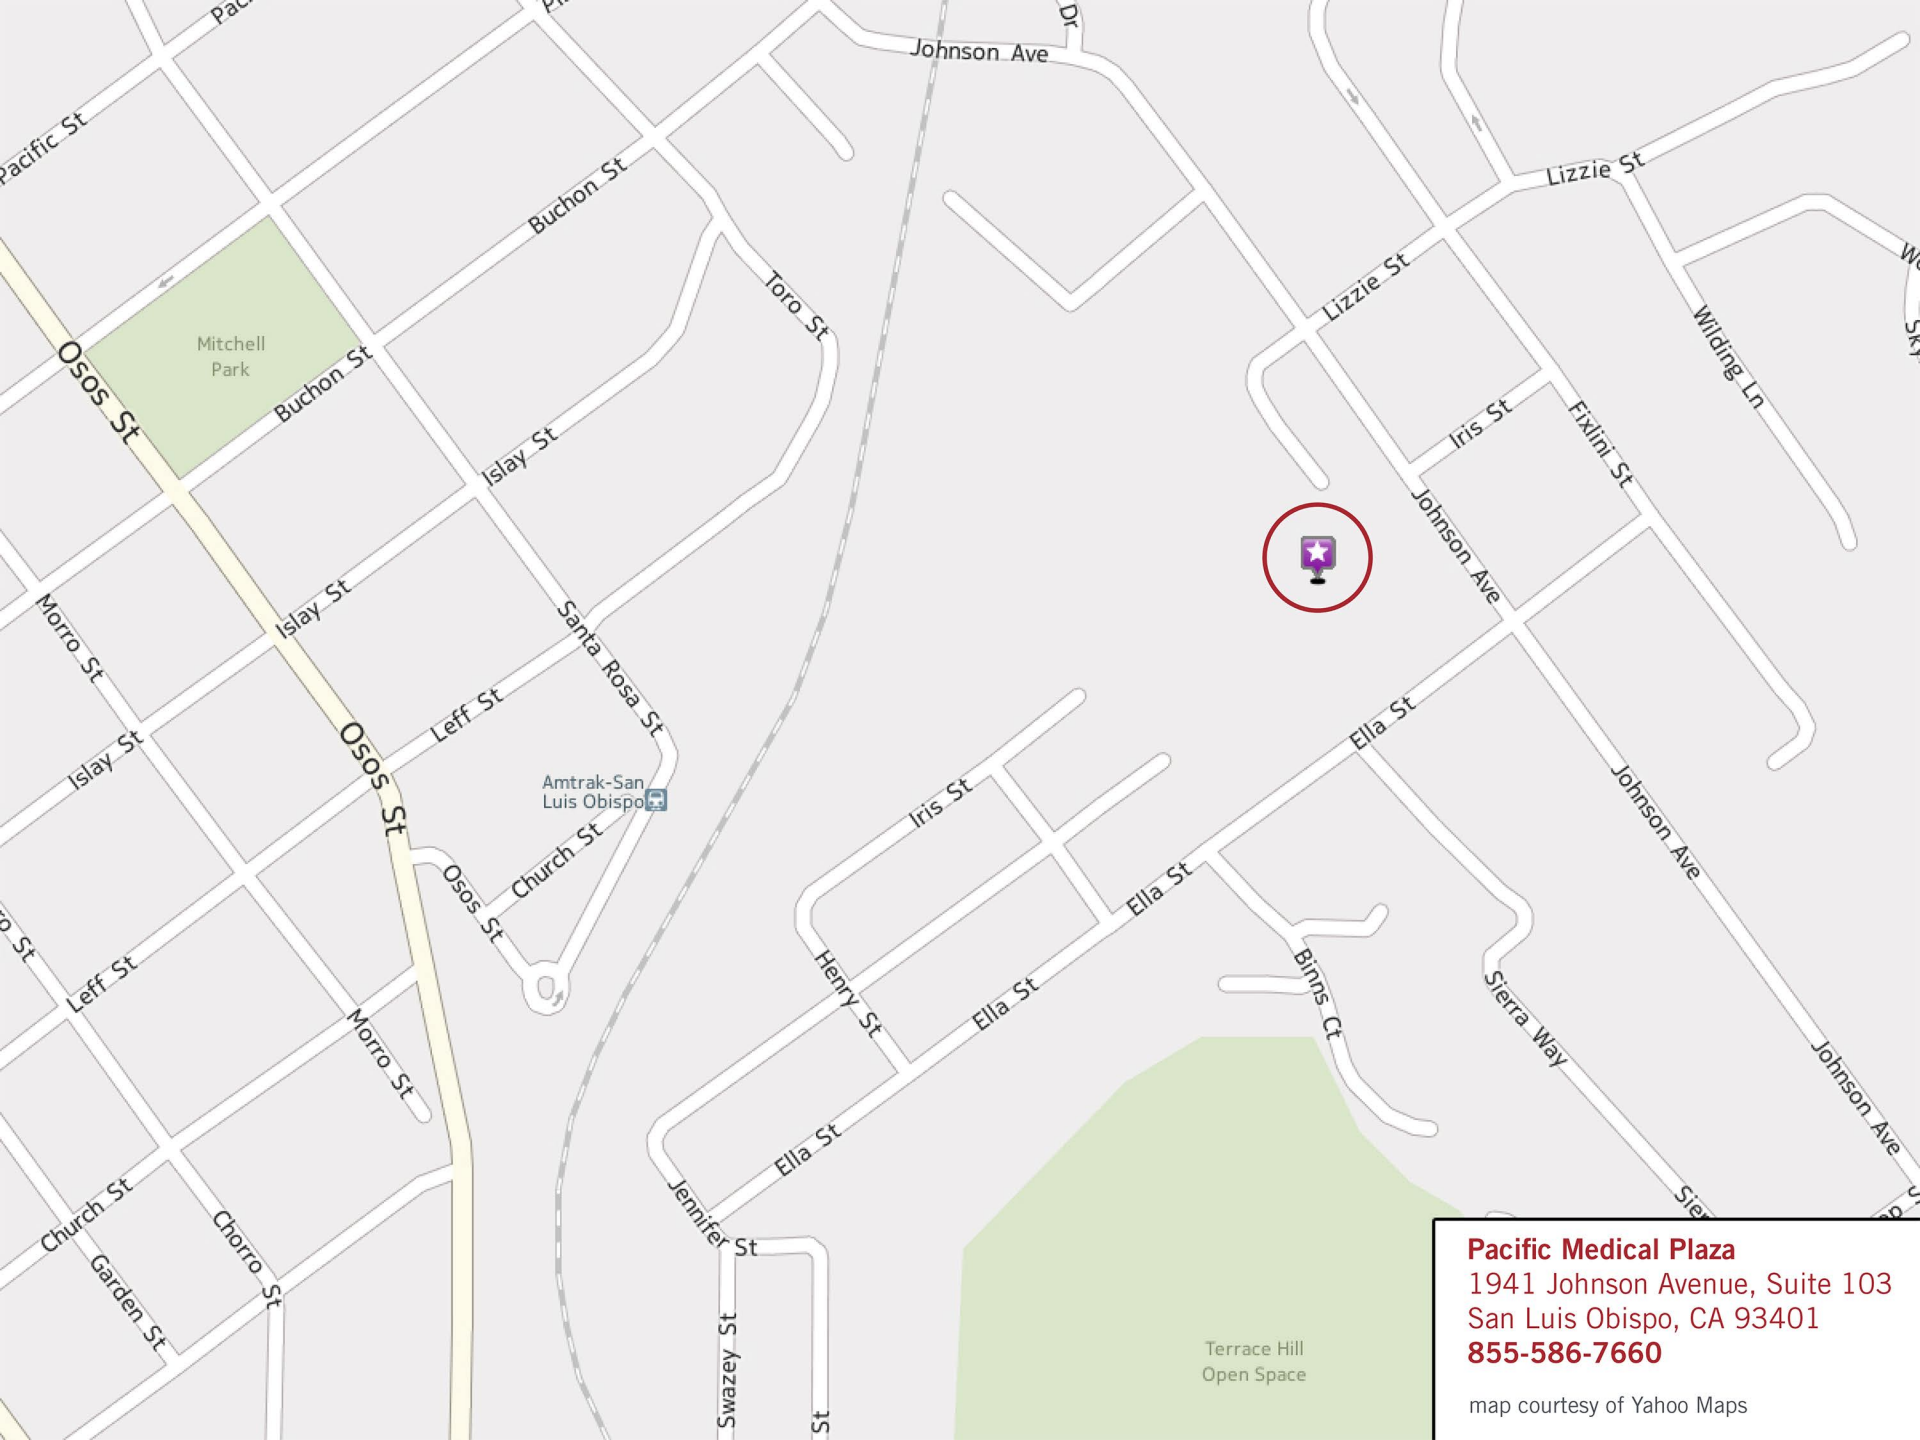 Johnson Ave
Dr
Pacific St
Buchon St
Lizzie St
Lizzie St
Toro St
Mitchell
Park
Osos St
Buchon St
Wilding Ln
Iris St
Fixlini St
Islay St
Johnson Ave
Islay St
Morro St
Santa Rosa St
Leff St
Osos St
Islay St
Ella St
Amtrak-San
Luis Obispo
Iris St
Johnson Ave
Church St
Osos St
Ella St
Leff St
Henry St
Ella St
Binns Ct
Sierra Way
Morro St
Johnson Ave
Ella St
Church St
Jennifer St
Chorro St
Garden St
Swazey St
St
Terrace Hill
Open Space
Pacific Medical Plaza
1941 Johnson Avenue, Suite 103
San Luis Obispo, CA 93401
855-586-7660
map courtesy of Yahoo Maps